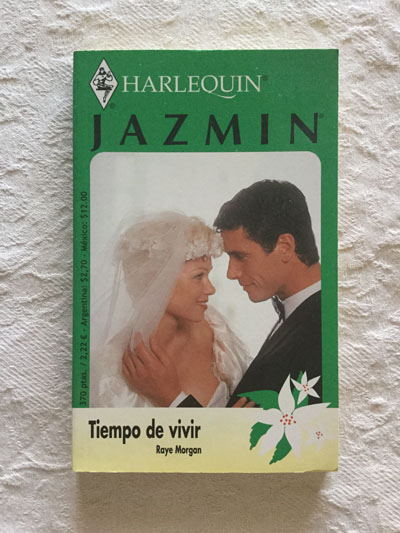 HARLEQUIN®
JAZMIN®
370 ptas. / 2,22 € - Argentina: $2,70 - México: $12.00
Tiempo de vivir
Raye Morgan